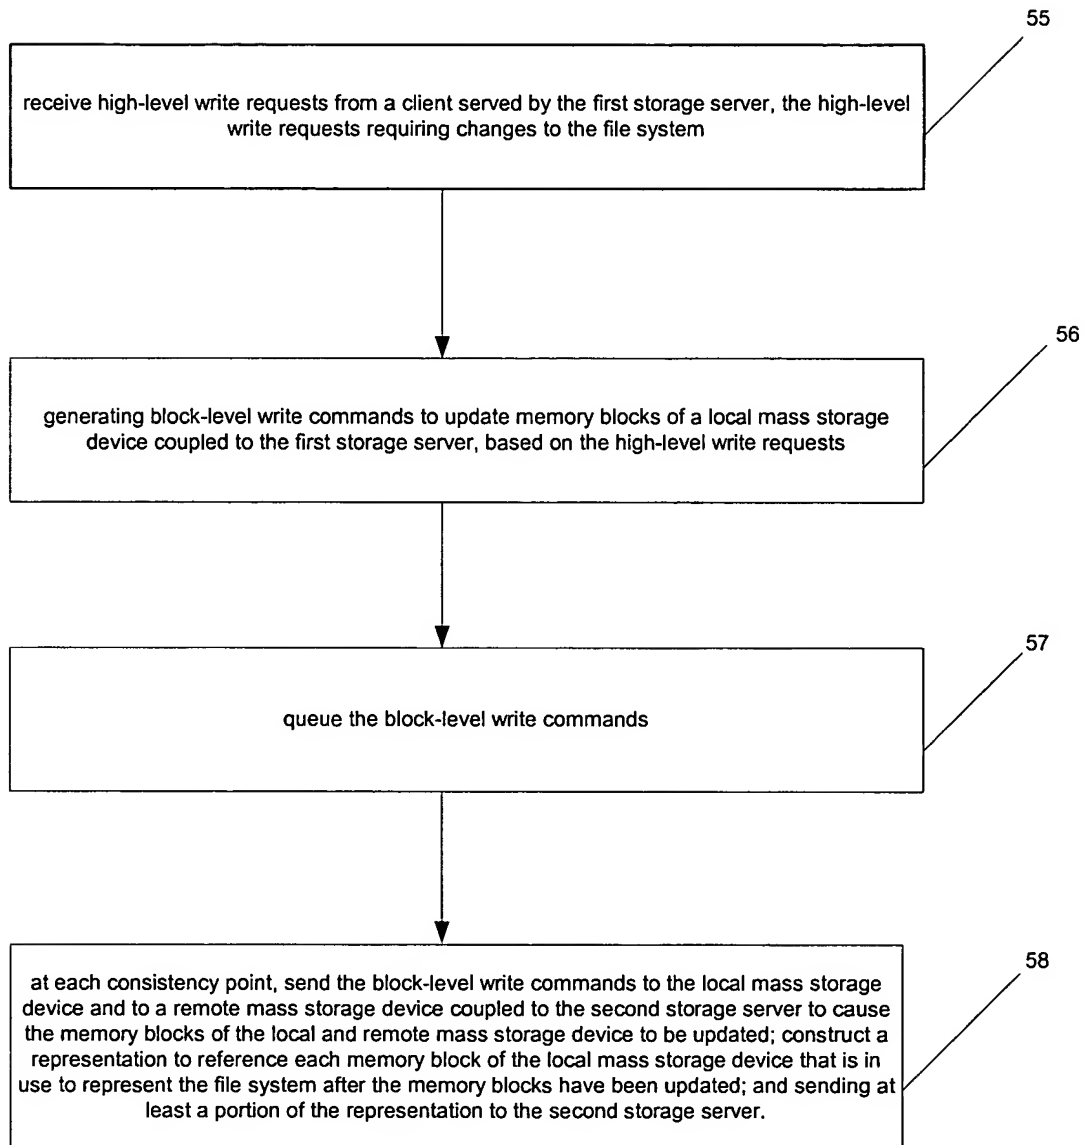 55
receive high-level write requests from a client served by the first storage server, the high-level
write requests requiring changes to the file system
56
generating block-level write commands to update memory blocks of a local mass storage
device coupled to the first storage server, based on the high-level write requests
57
queue the block-level write commands
58
at each consistency point, send the block-level write commands to the local mass storage
device and to a remote mass storage device coupled to the second storage server to cause
the memory blocks of the local and remote mass storage device to be updated; construct a
representation to reference each memory block of the local mass storage device that is in
use to represent the file system after the memory blocks have been updated; and sending at
least a portion of the representation to the second storage server.